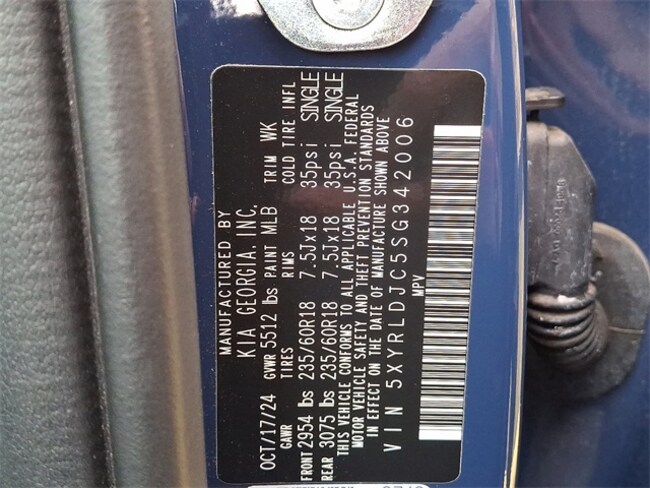 MANUFACTURED BY
KIA GEORGIA, INC.
OCT/17/24 GVWR 5512 lbs PAINT MLB TRIM WK
GAWR TIRES RIMS COLD TIRE INFL
FRONT 2954 lbs 235/60R18 7.5Jx18 35psi SINGLE
REAR 3075 lbs 235/60R18 7.5Jx18 35psi SINGLE
THIS VEHICLE CONFORMS TO ALL APPLICABLE U.S.A. FEDERAL
MOTOR VEHICLE SAFETY AND THEFT PREVENTION STANDARDS
IN EFFECT ON THE DATE OF MANUFACTURE SHOWN ABOVE
VIN 5XYRLDJC5SG342006
MPV